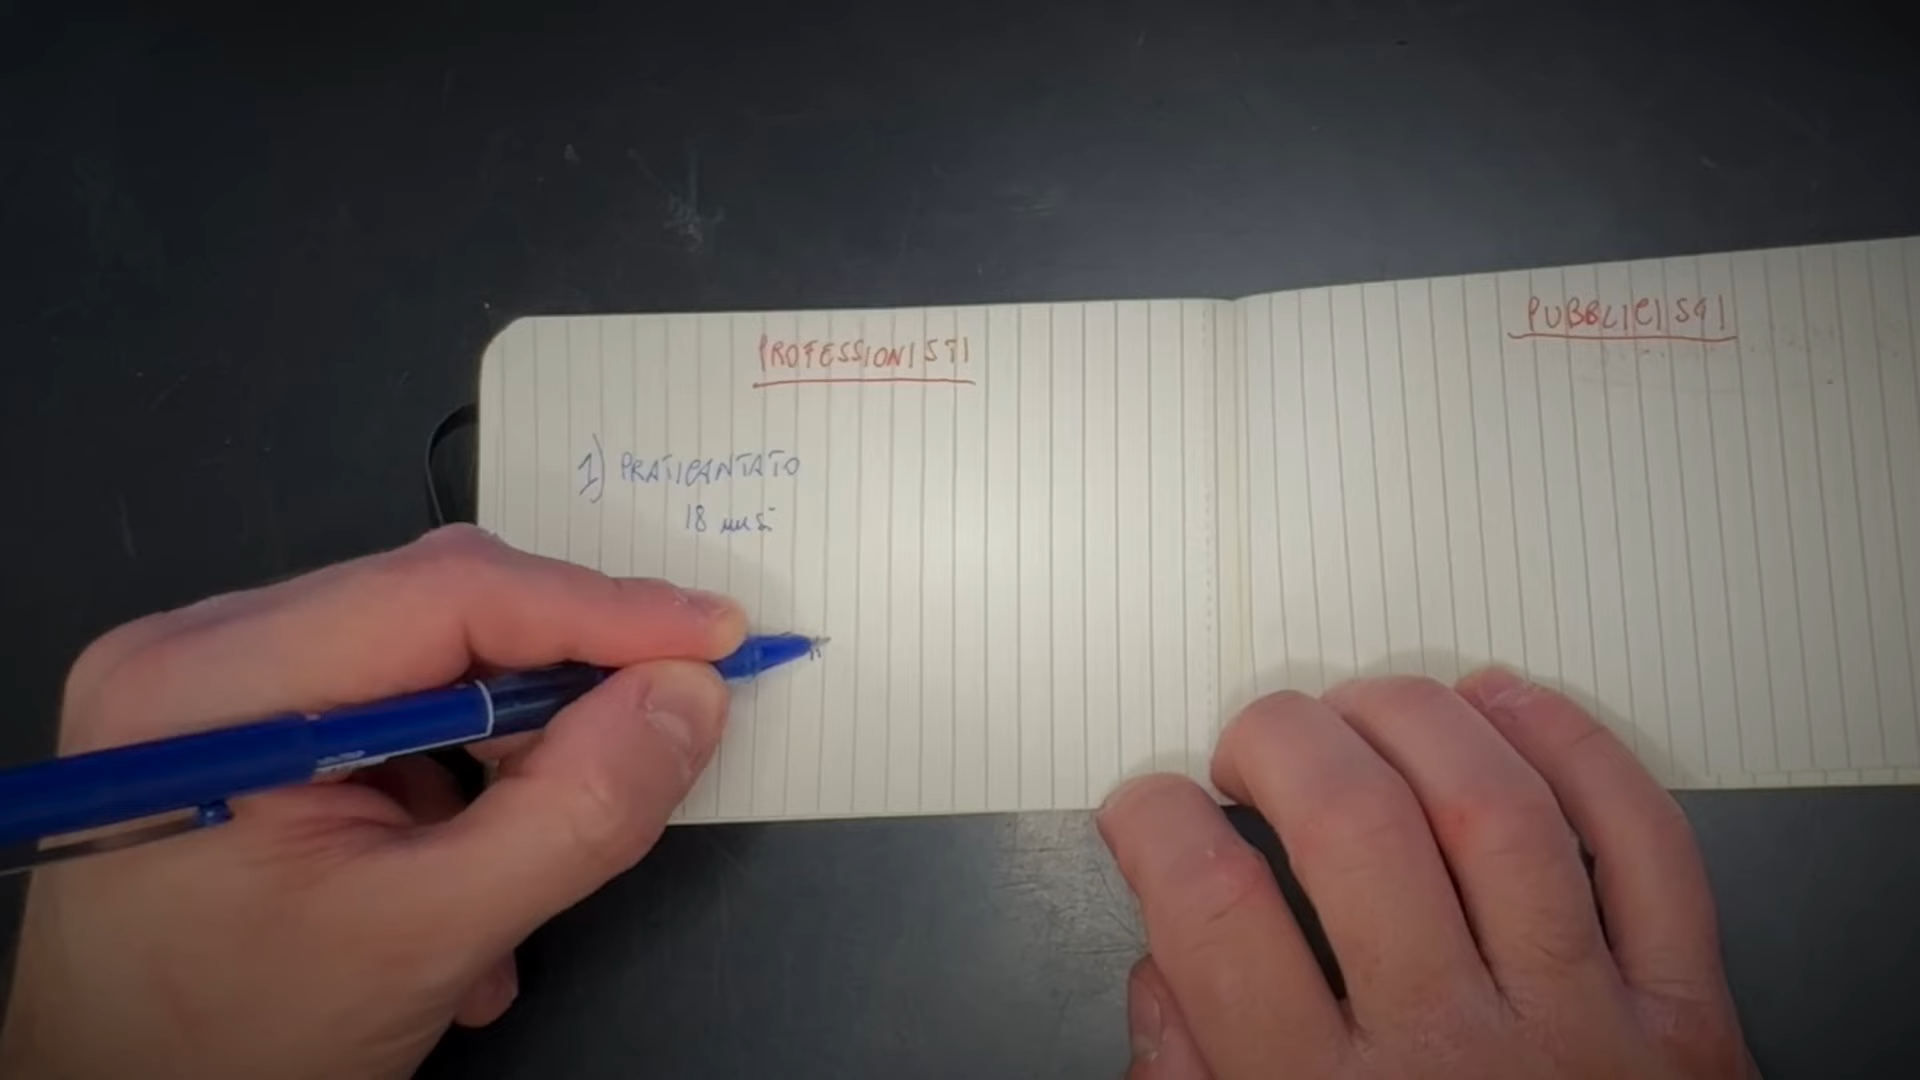 PROFESSIONISTI
1) PRATICANTATO
18 mesi
PUBBLICISTI